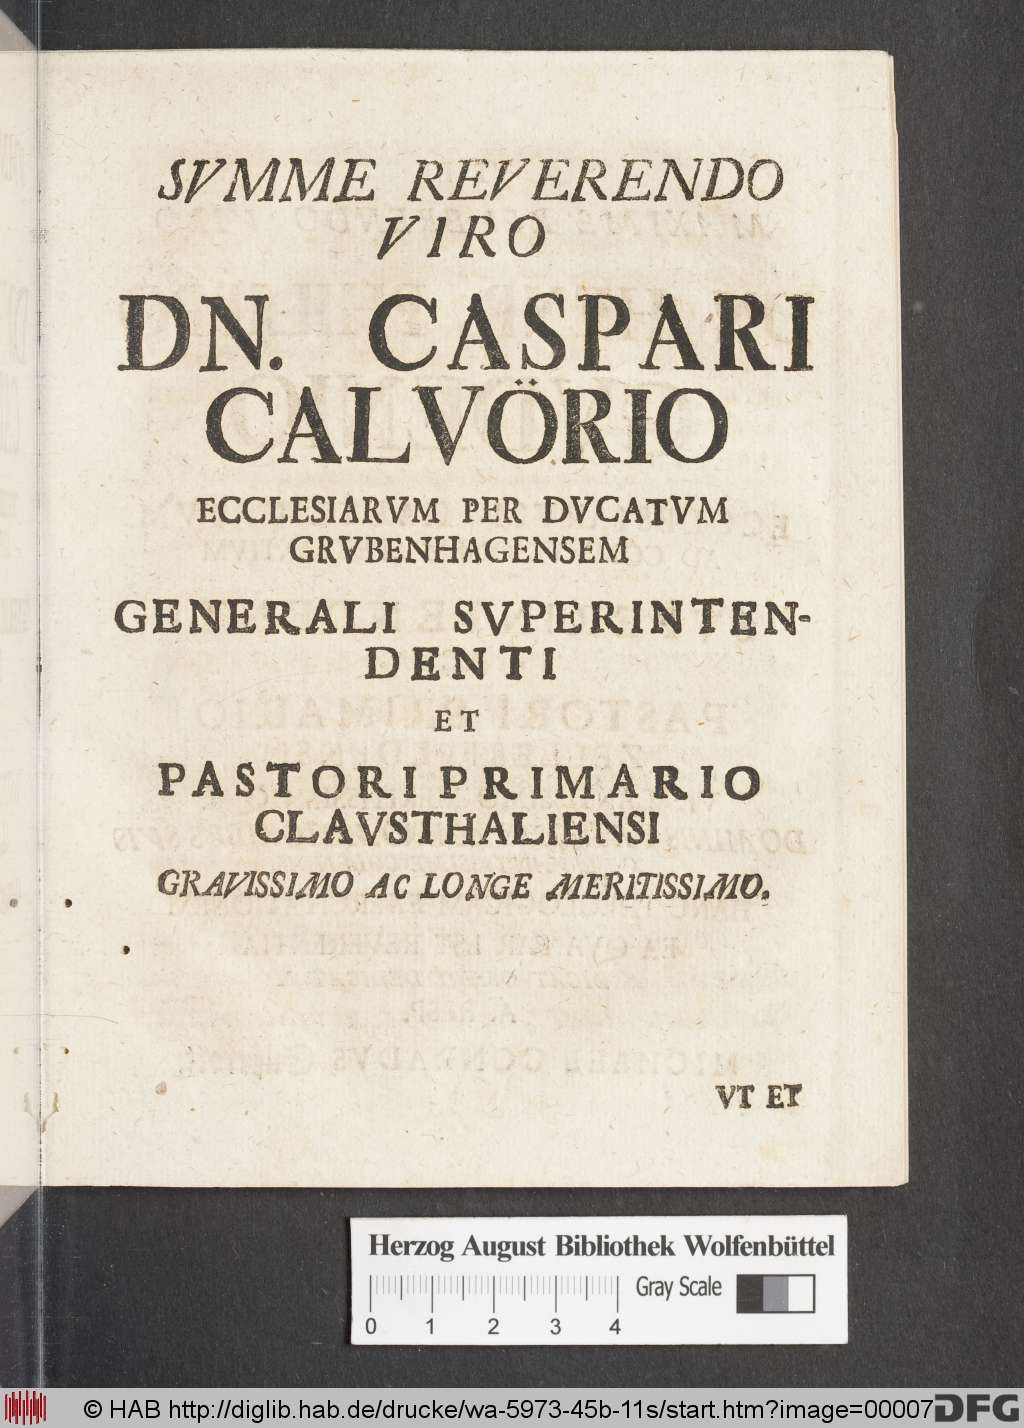 SVMME REVERENDO
VIRO
DN. CASPARI
CALVÖRIO
ECCLESIARVM PER DVCATVM
GRVBENHAGENSEM
GENERALI SVPERINTEN-
DENTI
ET
PASTORI PRIMARIO
CLAVSTHALIENSI
GRAVISSIMO AC LONGE MERITISSIMO.
VT ET
Herzog August Bibliothek Wolfenbüttel
Gray Scale
0 1 2 3 4
© HAB http://diglib.hab.de/drucke/wa-5973-45b-11s/start.htm?image=00007
DFG